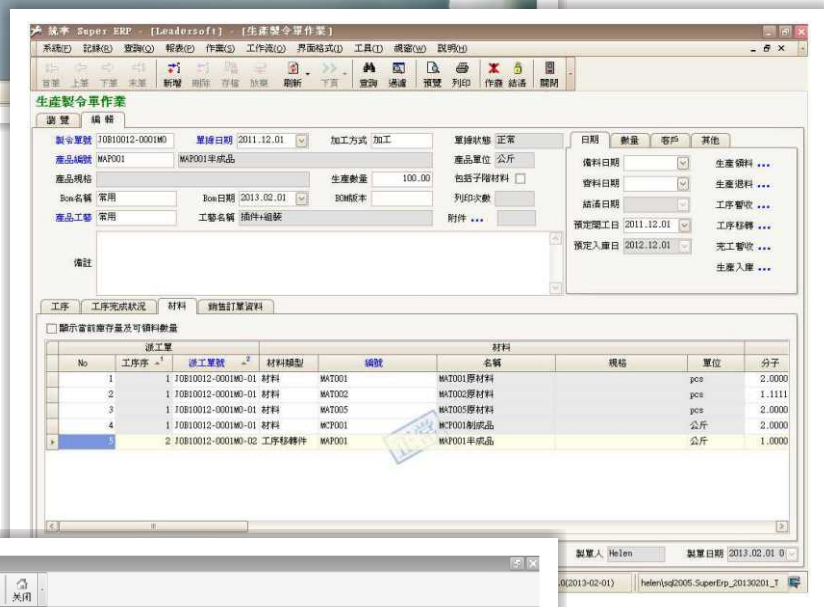 統率 Super ERP - [Leadersoft] - [生產製令單作業]
系統(F) 記錄(R) 查詢(Q) 報表(P) 作業(S) 工作流(O) 界面格式(I) 工具(T) 視窗(W) 說明(H)
首筆 上筆 下筆 末筆 新增 刪除 存檔 放棄 刷新 下頁 查詢 過濾 預覽 列印 作廢 結清 關閉
生產製令單作業
瀏覽 編輯
製令單號 J0B10012-0001M0 單據日期 2011.12.01 加工方式 加工 單據狀態 正常
產品編號 MAP001 MAP001半成品 產品單位 公斤
產品規格 生產數量 100.00 包括子階材料
Bom名稱 常用 Bom日期 2013.02.01 BOM版本 列印次數
產品工藝 常用 工藝名稱 插件+組裝 附件 ...
備註
日期 數量 客戶 其他
備料日期 生產領料 ...
資料日期 生產退料 ...
結清日期 工序暫收 ...
預定開工日 2011.12.01 工序移轉 ...
預定入庫日 2012.12.01 完工暫收 ...
生產入庫 ...
工序 工序完成狀況 材料 銷售訂單資料
顯示當前庫存量及可領料數量
派工單 材料
No 工序序 1 派工單號 2 材料類型 編號 名稱 規格 單位 分子
1 1 J0B10012-0001M0-01 材料 MAT001 MAT001原材料 pcs 2.0000
2 1 J0B10012-0001M0-01 材料 MAT002 MAT002原材料 pcs 1.1111
3 1 J0B10012-0001M0-01 材料 MAT005 MAT005原材料 pcs 2.0000
4 1 J0B10012-0001M0-01 材料 MCP001 MCP001制成品 公斤 2.0000
5 2 J0B10012-0001M0-02 工序移轉件 MAP001 MAP001半成品 公斤 1.0000
製單人 Helen 製單日期 2013.02.01 0
关闭
.0(2013-02-01) helen\sql2005.SuperErp_20130201_T